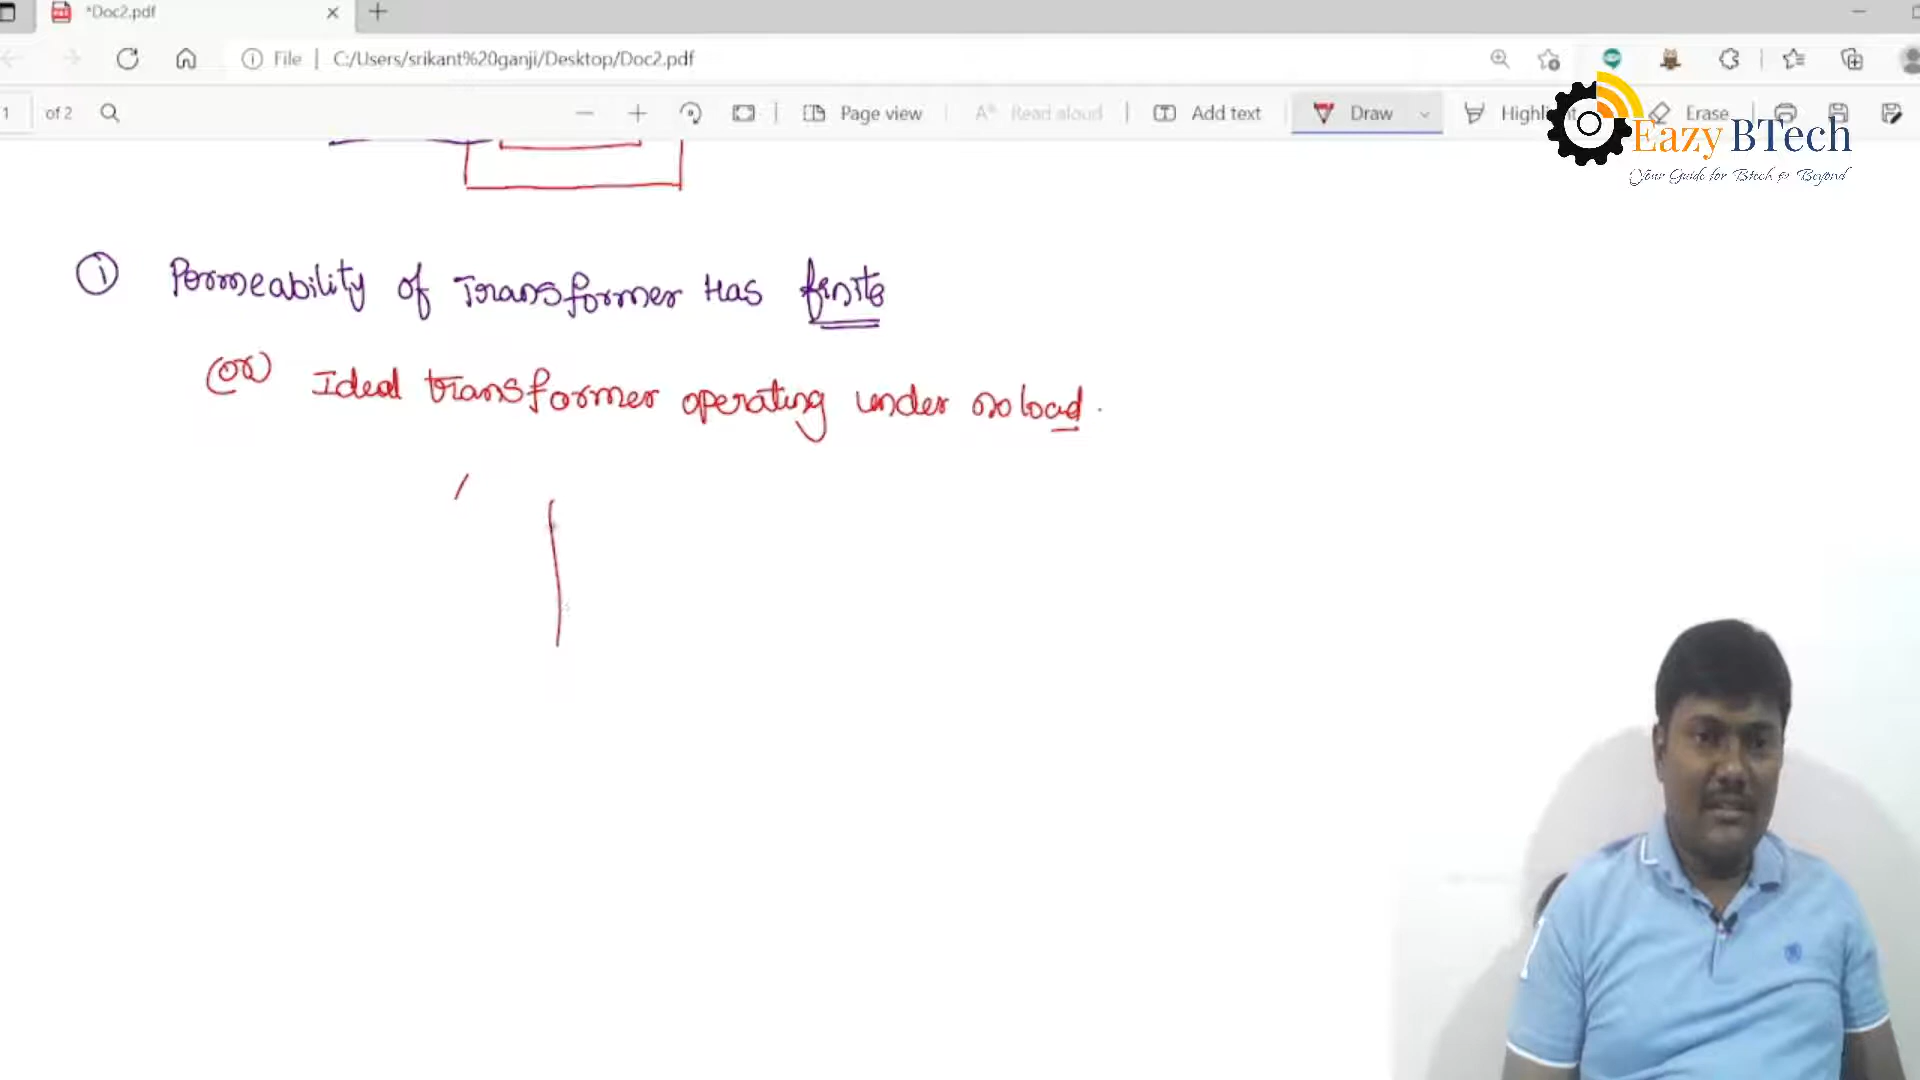 *Doc2.pdf
File | C:/Users/srikant%20ganji/Desktop/Doc2.pdf
1 of 2
Page view
Read aloud
Add text
Draw
Highligh
Erase
Eazy BTech
Your Guide for Btech & Beyond
① Permeability of Transformer Has finite
(or) Ideal transformer operating under no load.